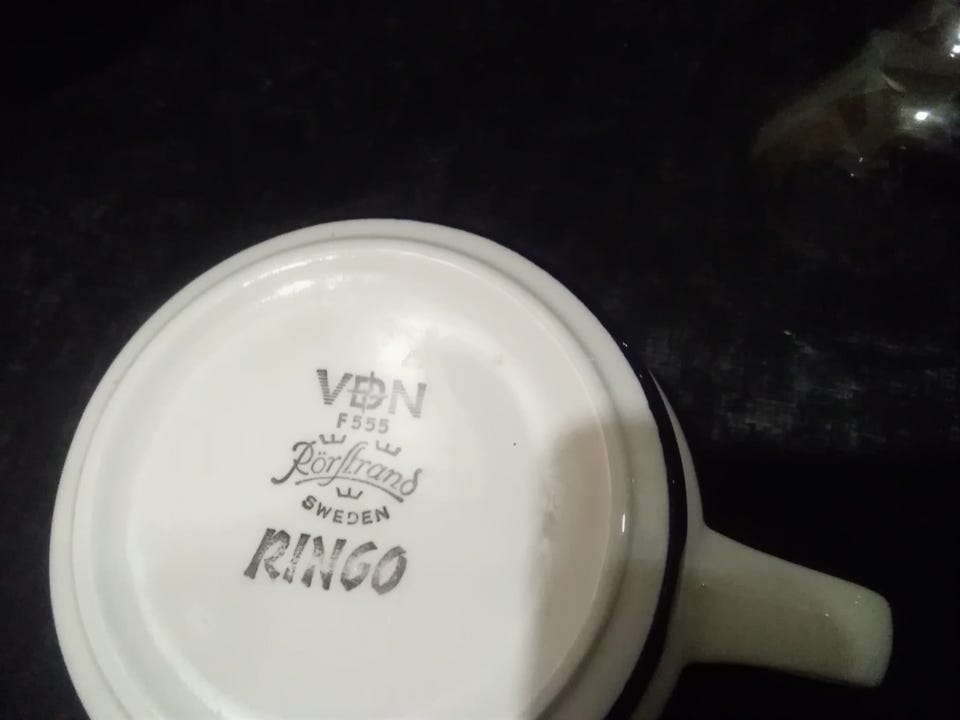 VDN
F555
Rörstrand
SWEDEN
RINGO